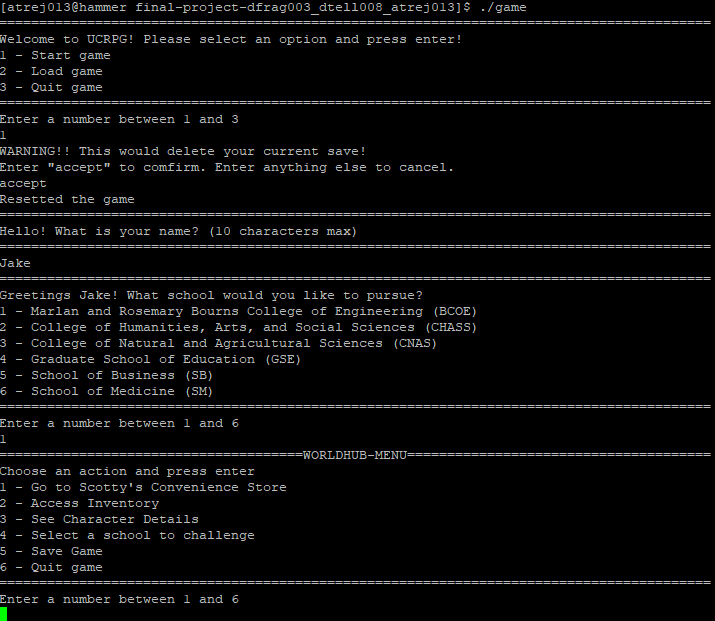 [atrej013@hammer final-project-dfrag003_dtell008_atrej013]$ ./game
=========================================================================================
Welcome to UCRPG! Please select an option and press enter!
1 - Start game
2 - Load game
3 - Quit game
=========================================================================================
Enter a number between 1 and 3
1
WARNING!! This would delete your current save!
Enter "accept" to comfirm. Enter anything else to cancel.
accept
Resetted the game
=========================================================================================
Hello! What is your name? (10 characters max)
=========================================================================================
Jake
=========================================================================================
Greetings Jake! What school would you like to pursue?
1 - Marlan and Rosemary Bourns College of Engineering (BCOE)
2 - College of Humanities, Arts, and Social Sciences (CHASS)
3 - College of Natural and Agricultural Sciences (CNAS)
4 - Graduate School of Education (GSE)
5 - School of Business (SB)
6 - School of Medicine (SM)
=========================================================================================
Enter a number between 1 and 6
1
======================================WORLDHUB-MENU======================================
Choose an action and press enter
1 - Go to Scotty's Convenience Store
2 - Access Inventory
3 - See Character Details
4 - Select a school to challenge
5 - Save Game
6 - Quit game
=========================================================================================
Enter a number between 1 and 6